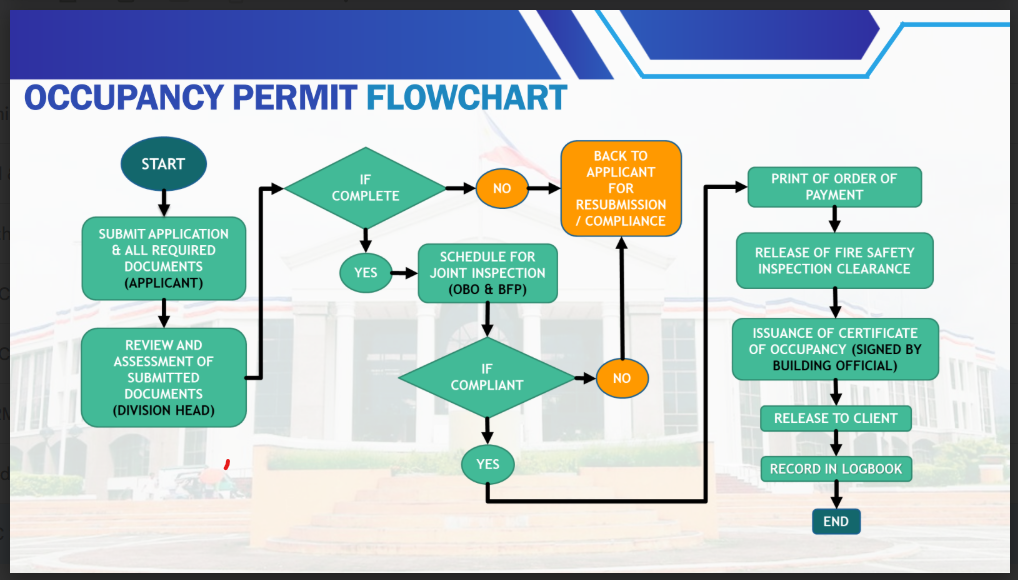 OCCUPANCY PERMIT FLOWCHART
START
SUBMIT APPLICATION
& ALL REQUIRED
DOCUMENTS
(APPLICANT)
REVIEW AND
ASSESSMENT OF
SUBMITTED
DOCUMENTS
(DIVISION HEAD)
IF
COMPLETE
NO
BACK TO
APPLICANT
FOR
RESUBMISSION
/ COMPLIANCE
YES
SCHEDULE FOR
JOINT INSPECTION
(OBO & BFP)
IF
COMPLIANT
NO
YES
PRINT OF ORDER OF
PAYMENT
RELEASE OF FIRE SAFETY
INSPECTION CLEARANCE
ISSUANCE OF CERTIFICATE
OF OCCUPANCY (SIGNED BY
BUILDING OFFICIAL)
RELEASE TO CLIENT
RECORD IN LOGBOOK
END